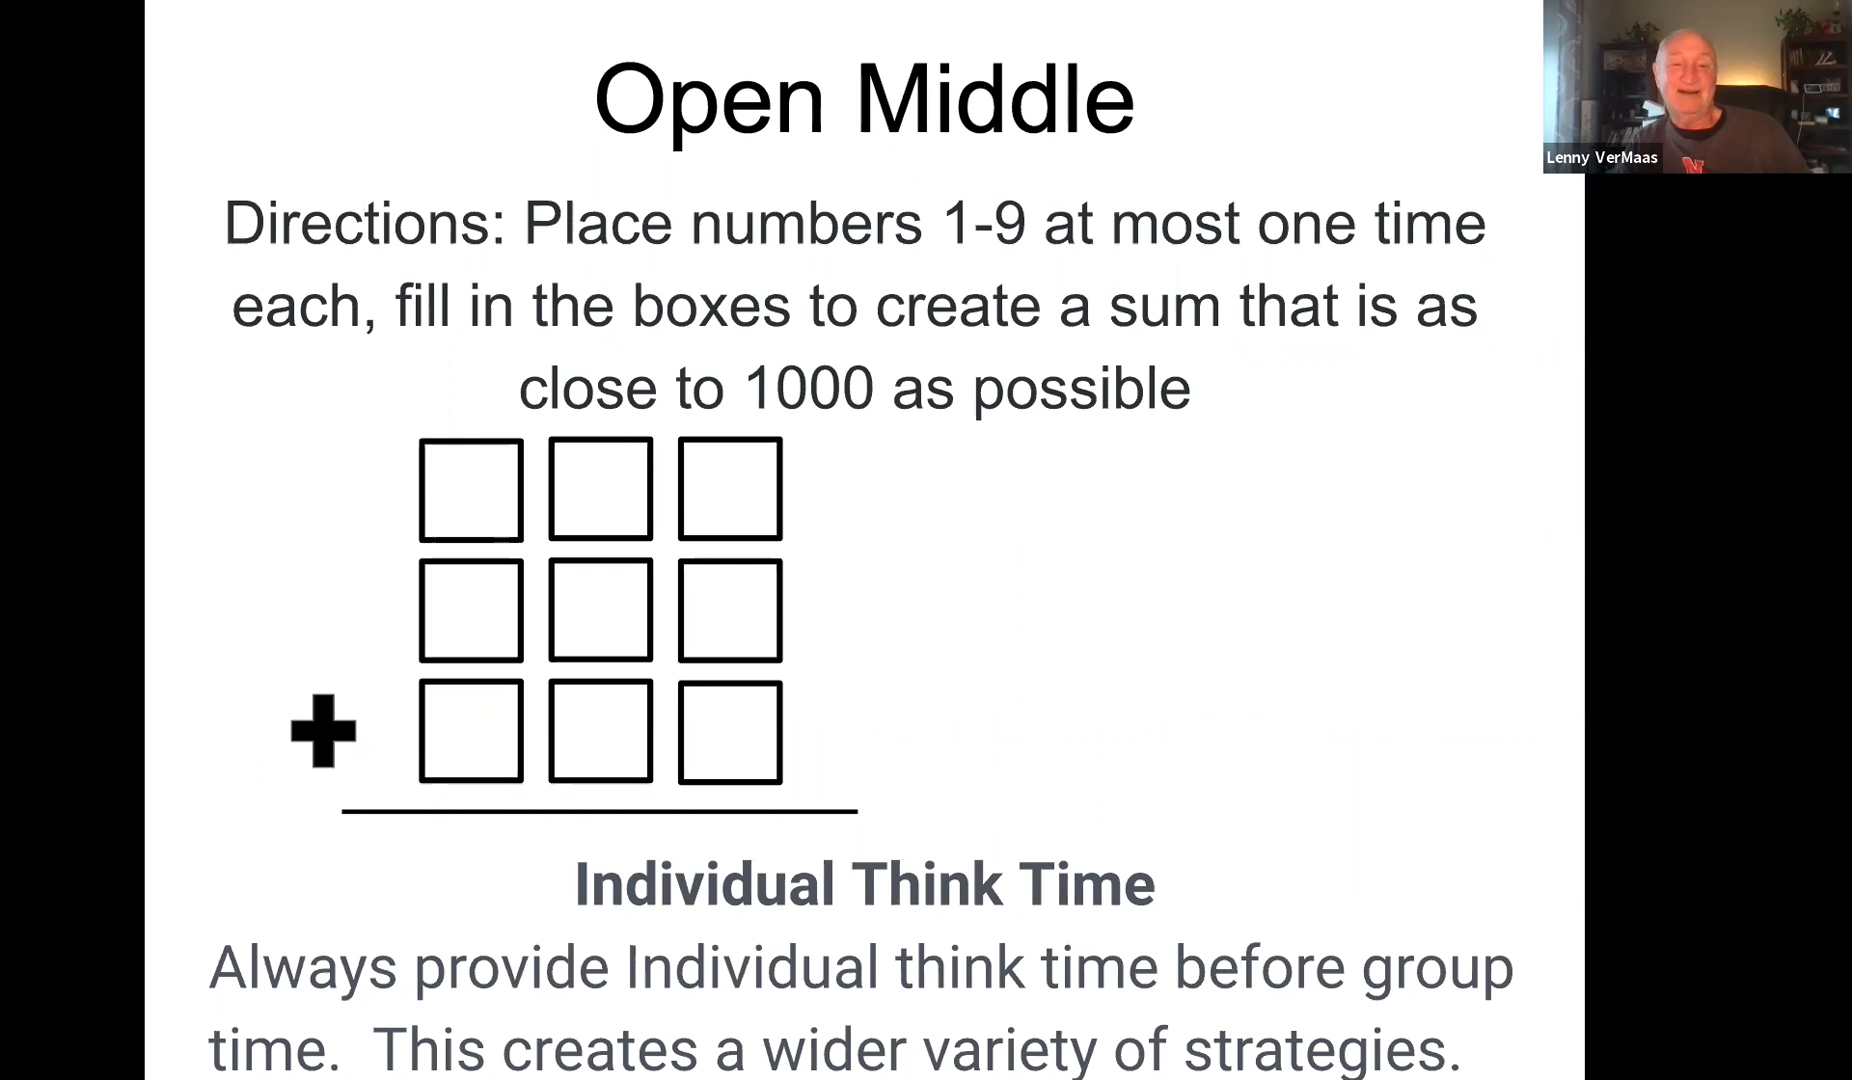 Open Middle
Directions: Place numbers 1-9 at most one time
each, fill in the boxes to create a sum that is as
close to 1000 as possible
+
Individual Think Time
Always provide Individual think time before group
time.  This creates a wider variety of strategies.
Lenny VerMaas
N